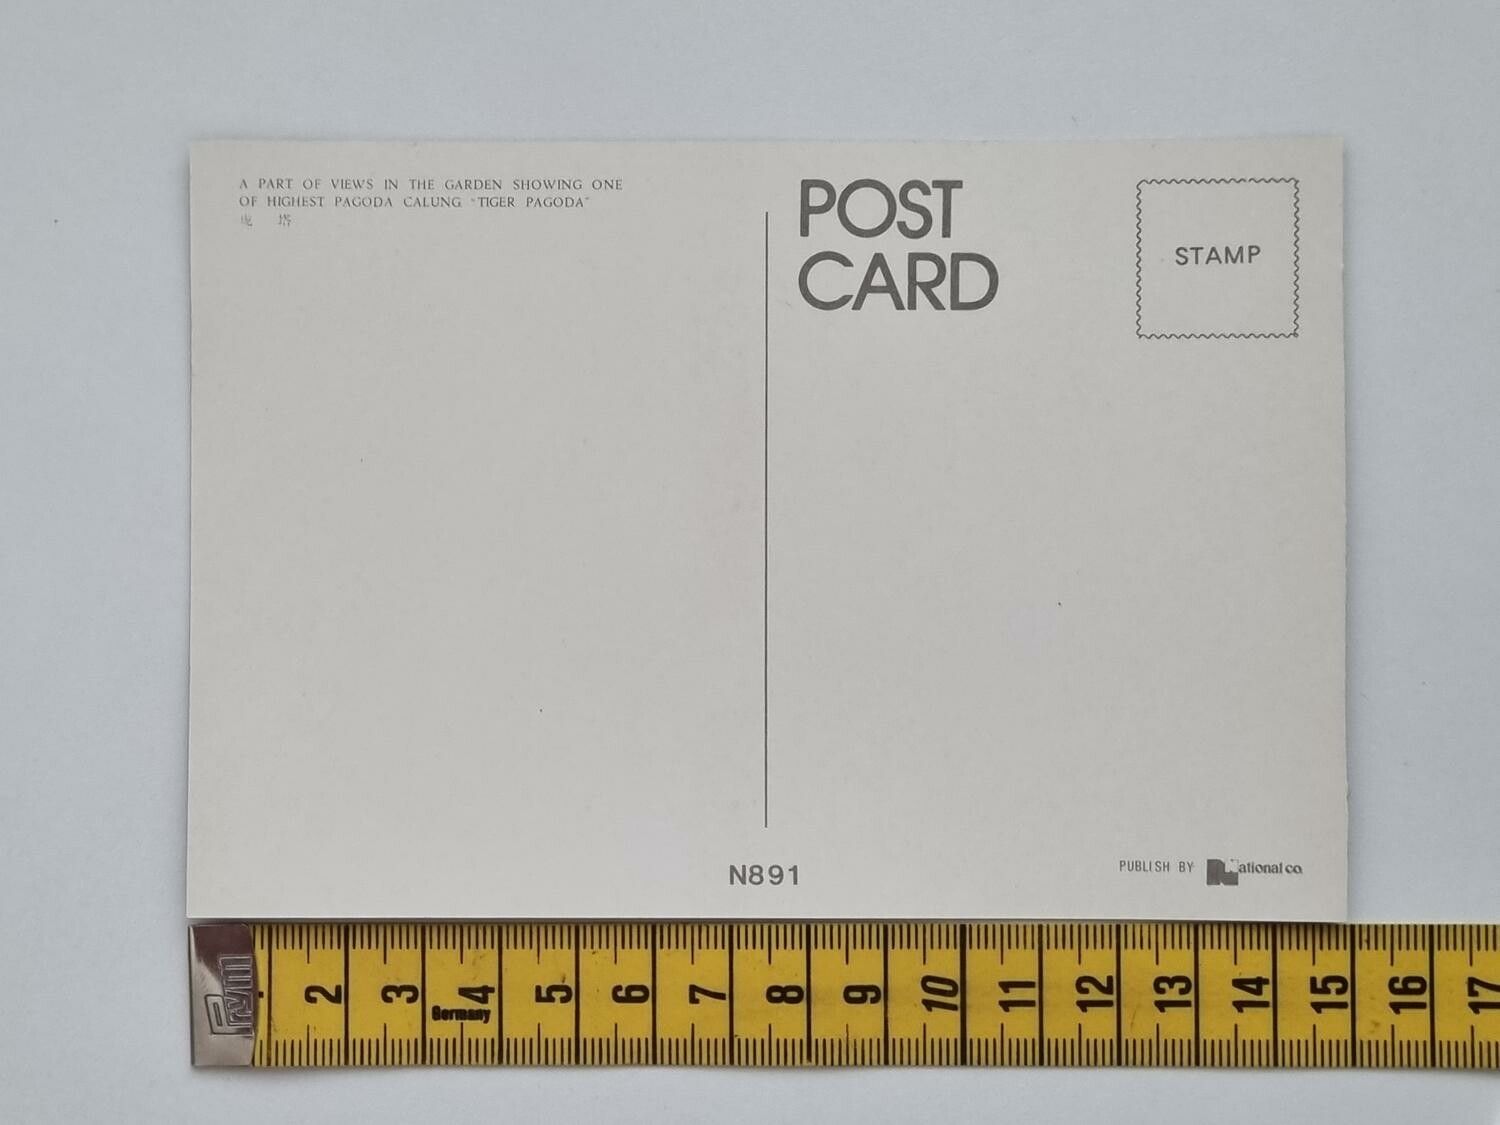 A PART OF VIEWS IN THE GARDEN SHOWING ONE
OF HIGHEST PAGODA CALUNG "TIGER PAGODA"
塔
POST
CARD
STAMP
N891
PUBLISH BY National co.
Prym
2 3 4 5 6 7 8 9 10 11 12 13 14 15 16 17
Germany